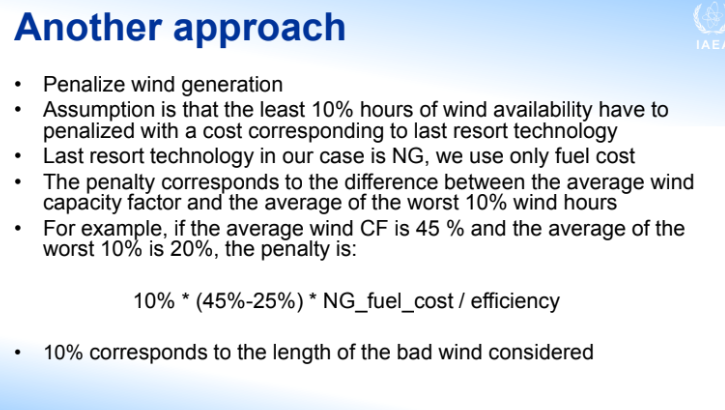 Another approach
IAEA
• Penalize wind generation
• Assumption is that the least 10% hours of wind availability have to
penalized with a cost corresponding to last resort technology
• Last resort technology in our case is NG, we use only fuel cost
• The penalty corresponds to the difference between the average wind
capacity factor and the average of the worst 10% wind hours
• For example, if the average wind CF is 45 % and the average of the
worst 10% is 20%, the penalty is:
10% * (45%-25%) * NG_fuel_cost / efficiency
• 10% corresponds to the length of the bad wind considered